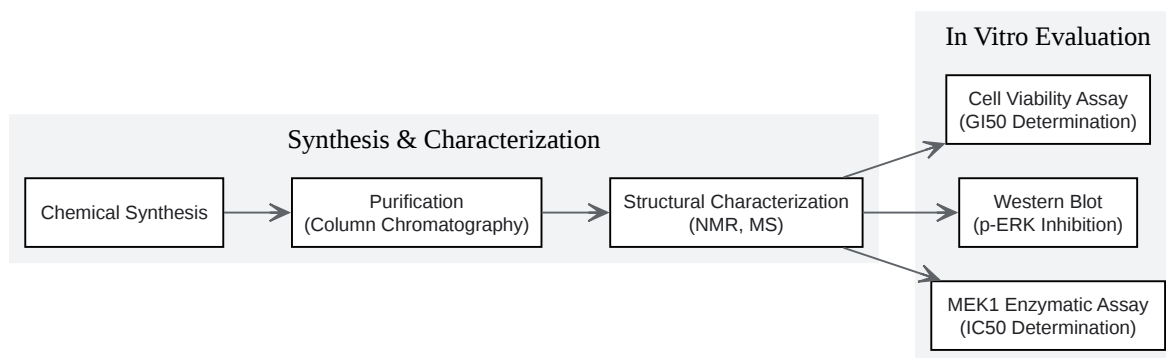 Synthesis & Characterization
Chemical Synthesis
Purification
(Column Chromatography)
Structural Characterization
(NMR, MS)
In Vitro Evaluation
Cell Viability Assay
(GI50 Determination)
Western Blot
(p-ERK Inhibition)
MEK1 Enzymatic Assay
(IC50 Determination)